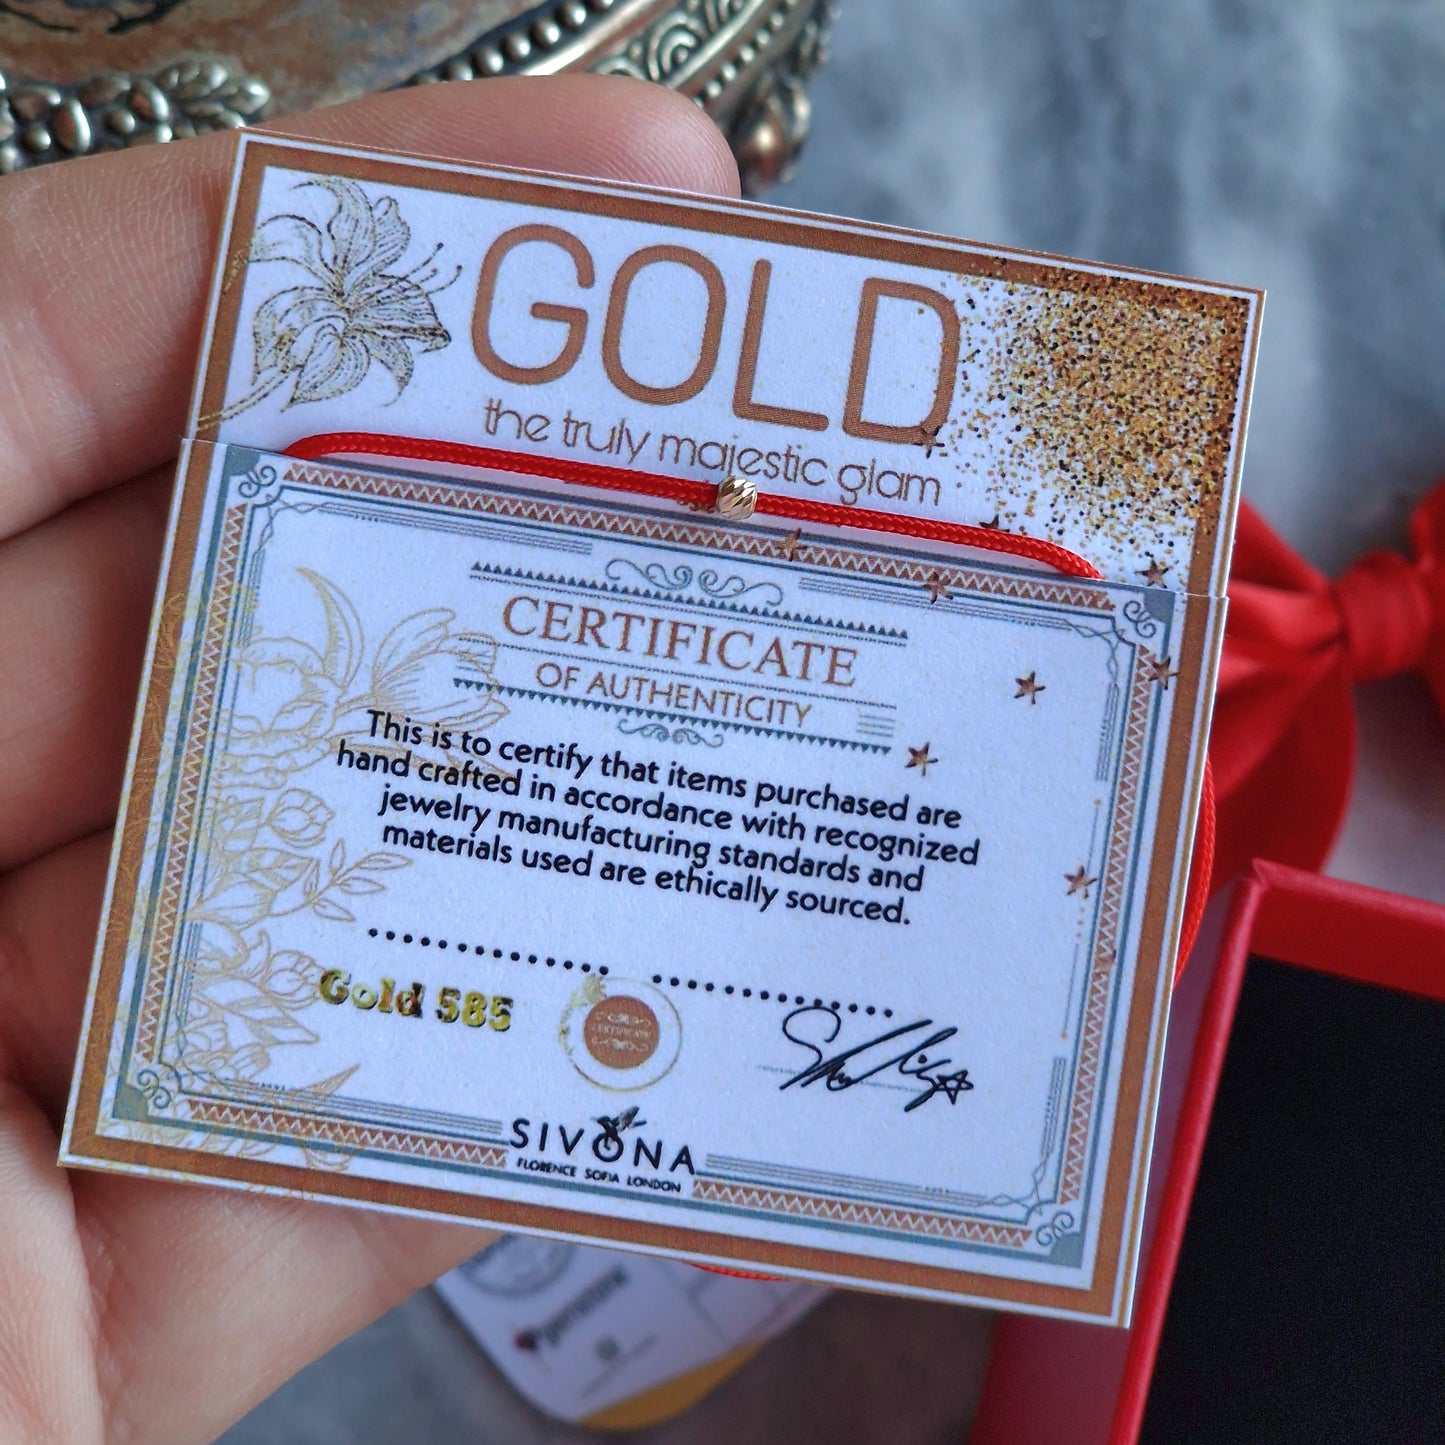 GOLD
the truly majestic glam
CERTIFICATE
OF AUTHENTICITY
This is to certify that items purchased are
hand crafted in accordance with recognized
jewelry manufacturing standards and
materials used are ethically sourced.
Gold 585
SIVONA
FLORENCE SOFIA LONDON